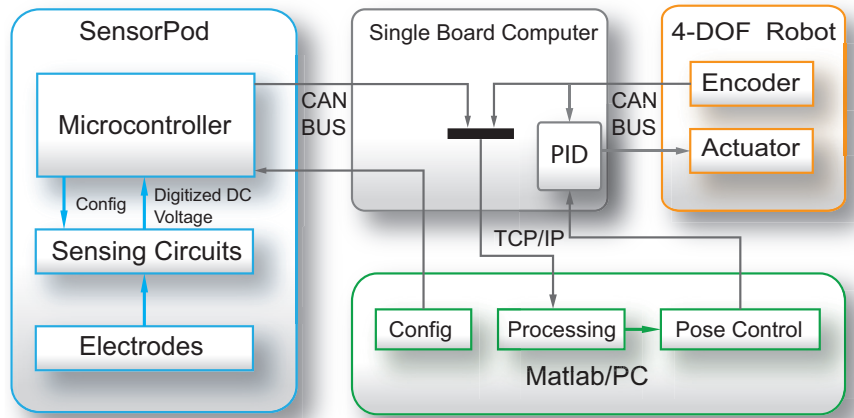 SensorPod
Microcontroller
Config
Digitized DC
Voltage
Sensing Circuits
Electrodes
CAN
BUS
Single Board Computer
PID
TCP/IP
CAN
BUS
4-DOF Robot
Encoder
Actuator
Config
Processing
Pose Control
Matlab/PC